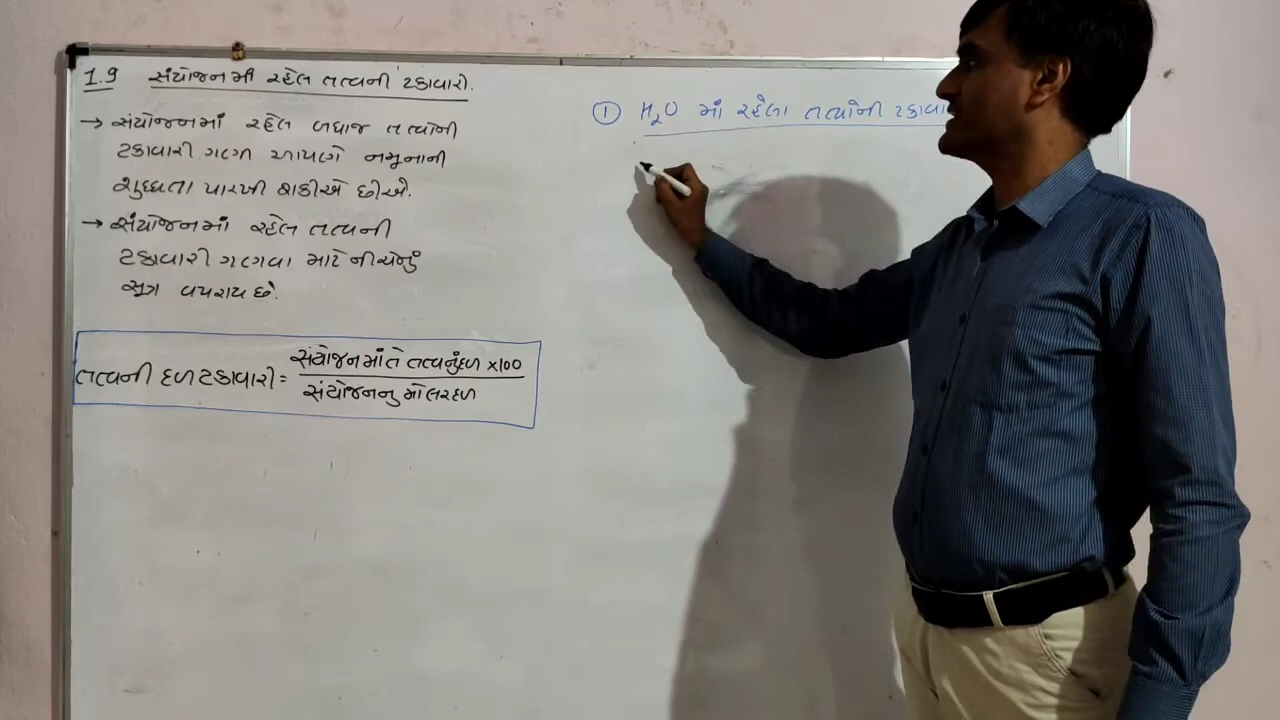 1.9 સંયોજનમાં રહેલ તત્વની ટકાવારી.
→ સંયોજનમાં રહેલ બધાજ તત્વોની
ટકાવારી ગણી આપણે નમૂનાની
શુધ્ધતા પારખી શકીએ છીએ.
→ સંયોજનમાં રહેલ તત્વની
ટકાવારી ગણવા માટે નીચેનું
સૂત્ર વપરાય છે.
તત્વની દળ ટકાવારી = સંયોજનમાં તે તત્વનું દળ ×100
સંયોજનનુ મોલર દળ
① H₂O માં રહેલા તત્વોની ટકાવા